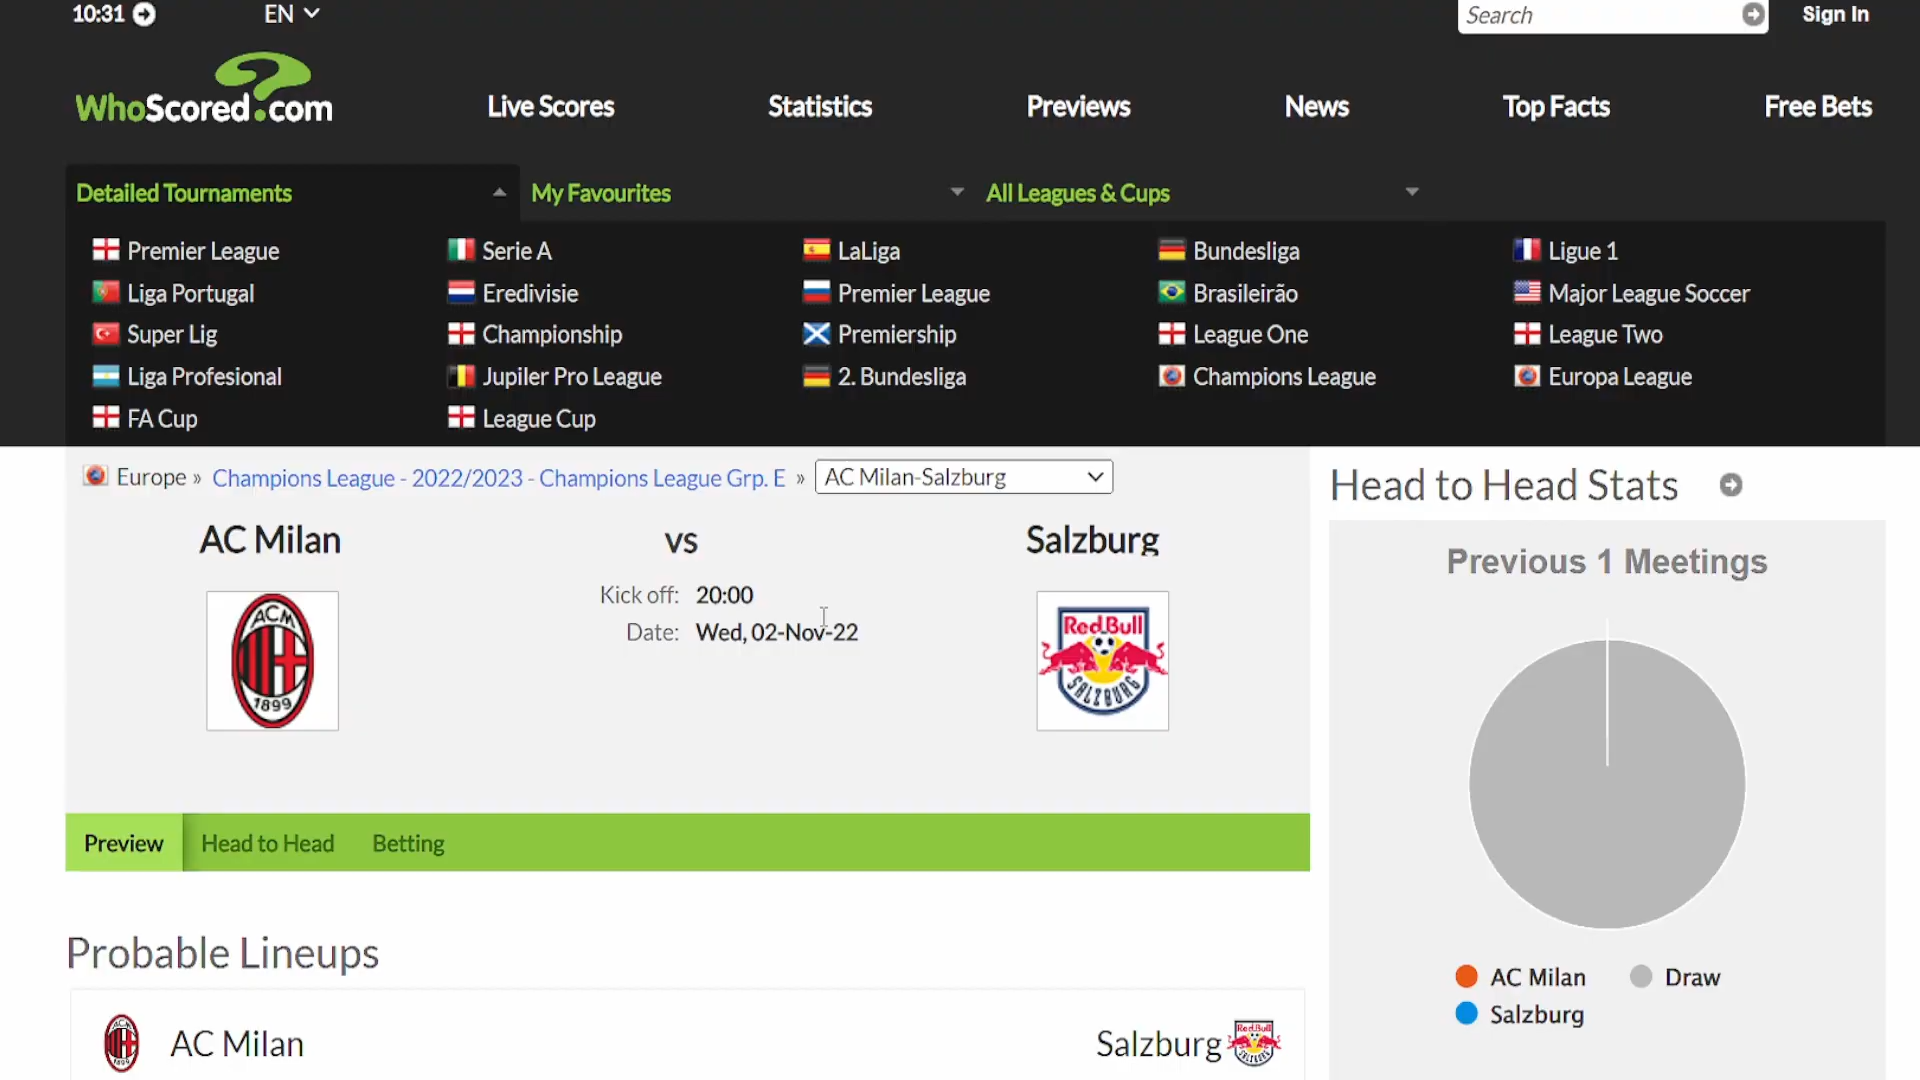 10:31 EN Search Sign In
WhoScored.com Live Scores Statistics Previews News Top Facts Free Bets
Detailed Tournaments My Favourites All Leagues & Cups
Premier League Serie A LaLiga Bundesliga Ligue 1
Liga Portugal Eredivisie Premier League Brasileirão Major League Soccer
Super Lig Championship Premiership League One League Two
Liga Profesional Jupiler Pro League 2. Bundesliga Champions League Europa League
FA Cup League Cup
Europe » Champions League - 2022/2023 - Champions League Grp. E » AC Milan-Salzburg
AC Milan vs Salzburg
Kick off: 20:00
Date: Wed, 02-Nov-22
ACM
1899
Red Bull
SALZBURG
Preview Head to Head Betting
Probable Lineups
AC Milan Salzburg
Head to Head Stats
Previous 1 Meetings
AC Milan Draw
Salzburg